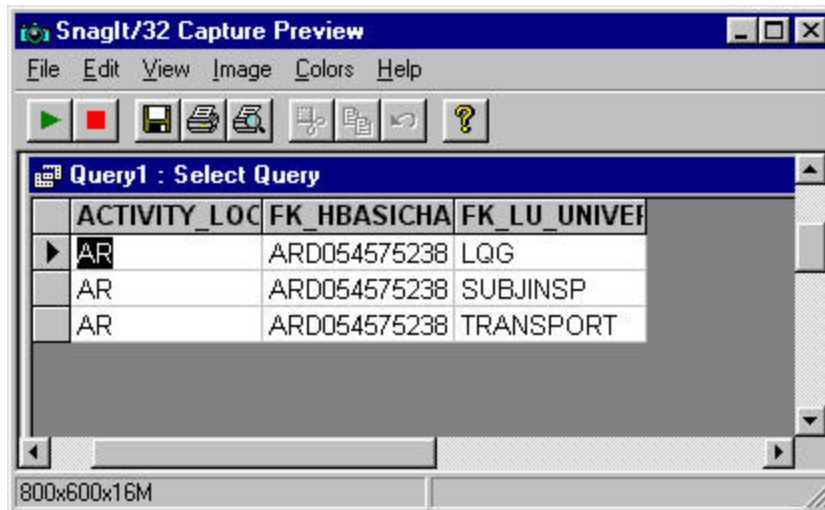 SnagIt/32 Capture Preview
File Edit View Image Colors Help
Query1 : Select Query
ACTIVITY_LOC FK_HBASICHA FK_LU_UNIVER
AR ARD054575238 LQG
AR ARD054575238 SUBJINSP
AR ARD054575238 TRANSPORT
800x600x16M